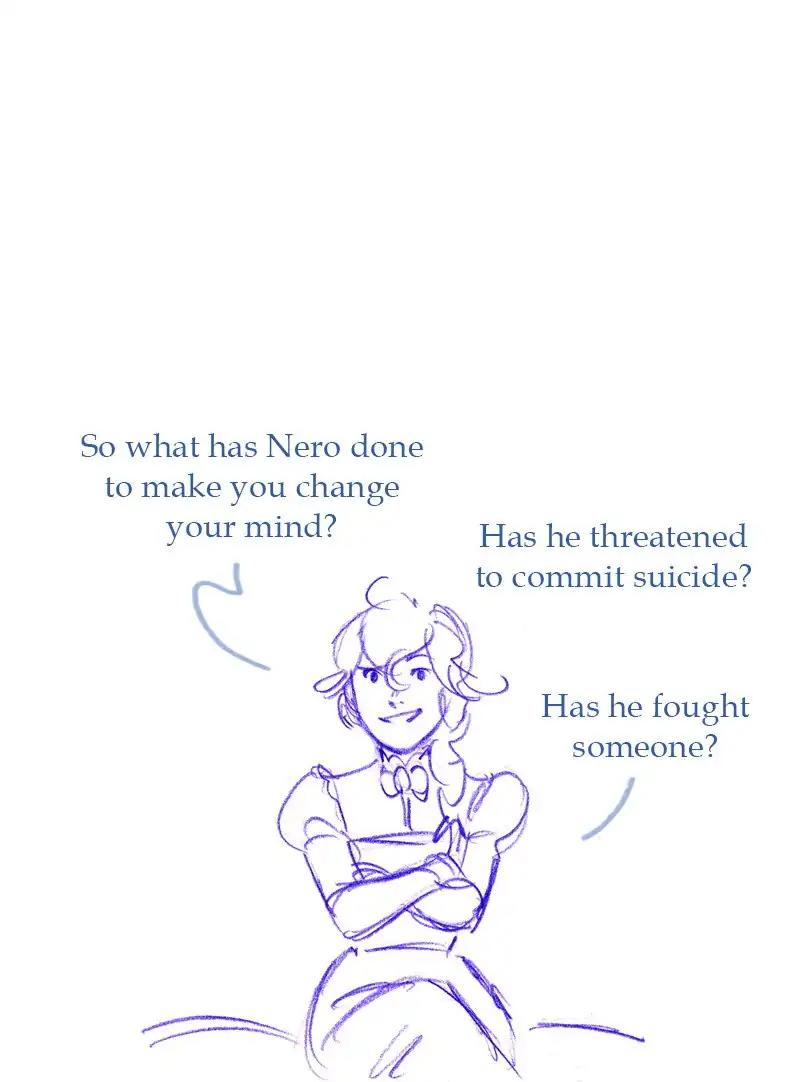 So what has Nero done
to make you change
your mind?
Has he threatened
to commit suicide?
Has he fought
someone?